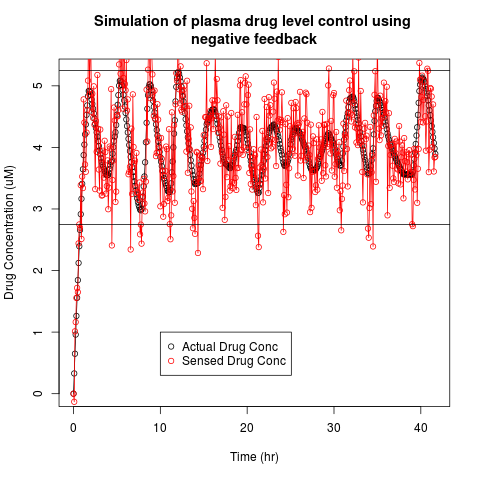 Simulation of plasma drug level control using
negative feedback
Drug Concentration (uM)
5
4
3
2
1
0
Actual Drug Conc
Sensed Drug Conc
0 10 20 30 40
Time (hr)